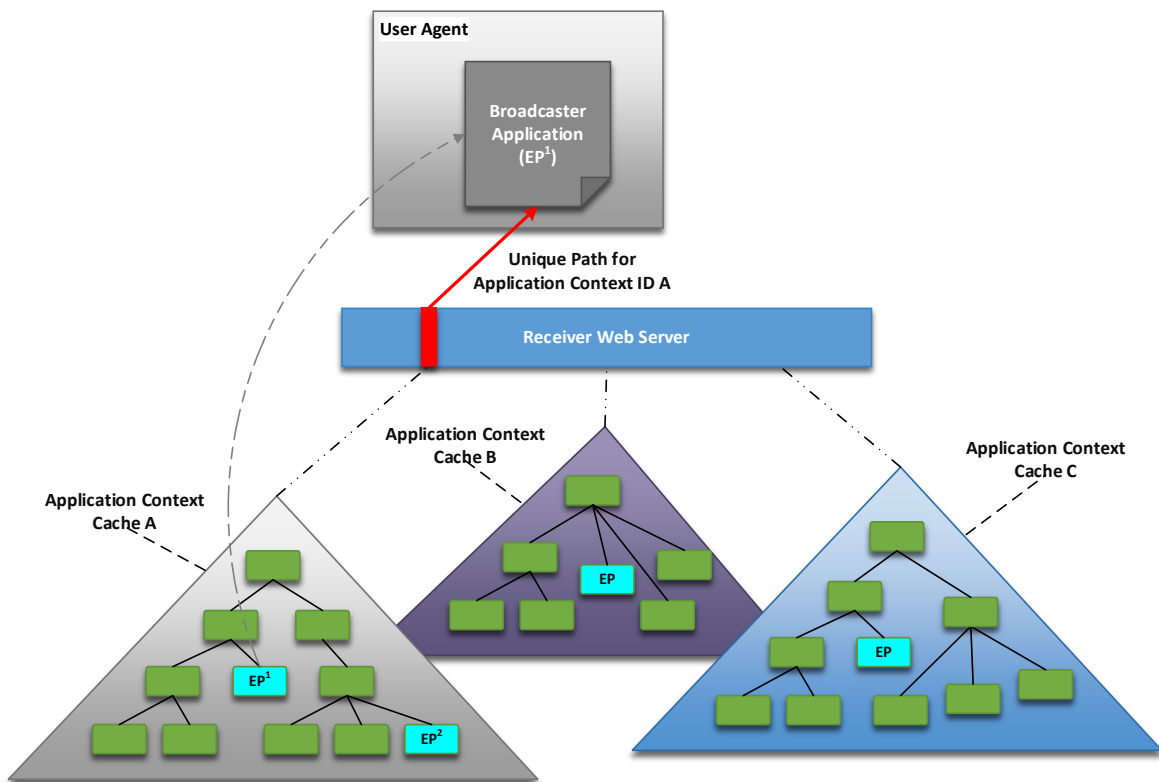 User Agent
Broadcaster
Application
(EP¹)
Unique Path for
Application Context ID A
Receiver Web Server
Application Context
Cache B
Application Context
Cache C
Application Context
Cache A
EP
EP
EP¹
EP²